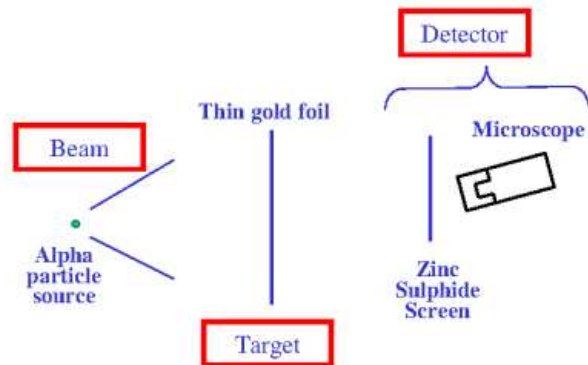 Detector
Thin gold foil
Microscope
Beam
Alpha
particle
source
Zinc
Sulphide
Screen
Target